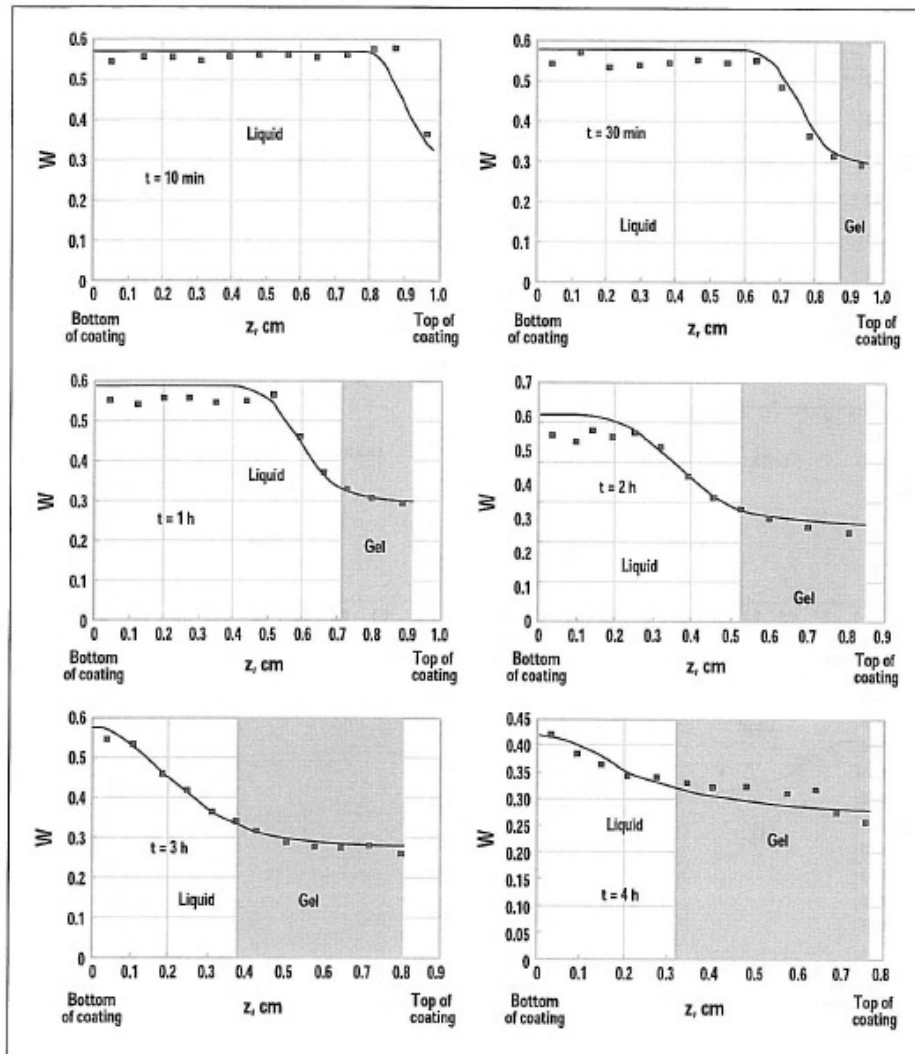 0.6
0.5
0.4
0.3
0.2
0.1
0
W
Liquid
t = 10 min
0 0.1 0.2 0.3 0.4 0.5 0.6 0.7 0.8 0.9 1.0
Bottom
of coating
z, cm
Top of
coating
0.6
0.5
0.4
0.3
0.2
0.1
0
W
t = 30 min
Liquid
Gel
0 0.1 0.2 0.3 0.4 0.5 0.6 0.7 0.8 0.9 1.0
Bottom
of coating
z, cm
Top of
coating
0.6
0.5
0.4
0.3
0.2
0.1
0
W
Liquid
t = 1 h
Gel
0 0.1 0.2 0.3 0.4 0.5 0.6 0.7 0.8 0.9 1.0
Bottom
of coating
z, cm
Top of
coating
0.7
0.6
0.5
0.4
0.3
0.2
0.1
0
W
t = 2 h
Liquid
Gel
0 0.1 0.2 0.3 0.4 0.5 0.6 0.7 0.8 0.9
Bottom
of coating
z, cm
Top of
coating
0.6
0.5
0.4
0.3
0.2
0.1
0
W
t = 3 h
Liquid
Gel
0 0.1 0.2 0.3 0.4 0.5 0.6 0.7 0.8 0.9
Bottom
of coating
z, cm
Top of
coating
0.45
0.40
0.35
0.30
0.25
0.20
0.15
0.10
0.05
0
W
Liquid
t = 4 h
Gel
0 0.1 0.2 0.3 0.4 0.5 0.6 0.7 0.8
Bottom
of coating
z, cm
Top of
coating